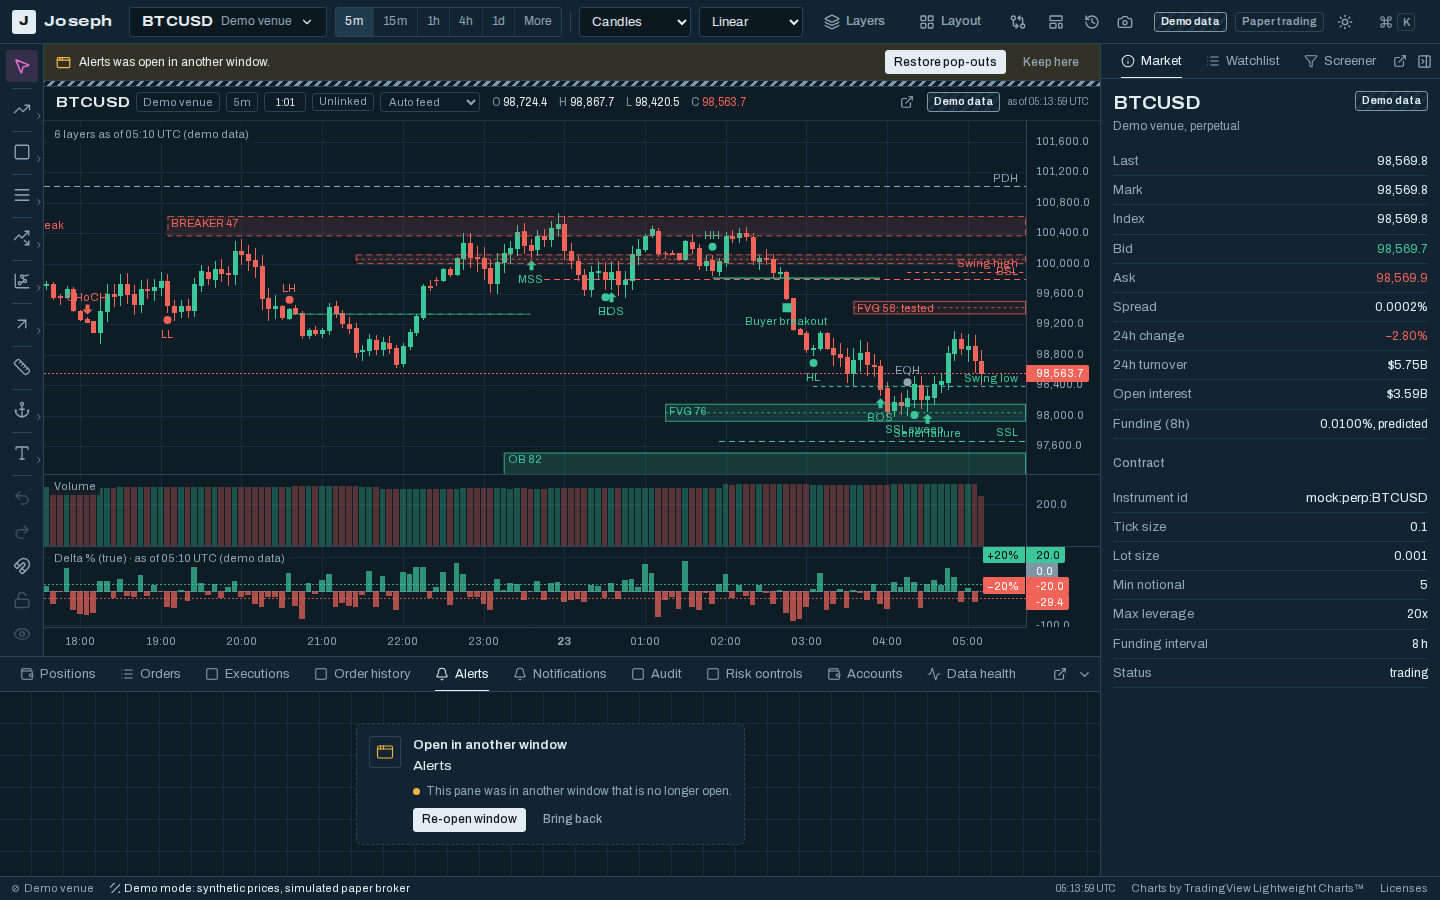 J Joseph BTCUSD Demo venue 5m 15m 1h 4h 1d More Candles Linear Layers Layout Demo data Paper trading ⌘ K
Alerts was open in another window. Restore pop-outs Keep here
BTCUSD Demo venue 5m 1:01 Unlinked Auto feed O 98,724.4 H 98,867.7 L 98,420.5 C 98,563.7 Demo data as of 05:13:59 UTC
6 layers as of 05:10 UTC (demo data)
101,600.0
101,200.0
PDH
100,800.0
BREAKER 47
eak
100,400.0
HH
100,000.0
Swing high
BSL
MSS
99,600.0
CHoCH
LH
BOS
FVG 58, tested
99,200.0
Buyer breakout
LL
98,800.0
EQH
98,563.7
HL
Swing low
98,400.0
FVG 76
98,000.0
BOS
SSL sweep
Seller failure
SSL
97,600.0
OB 82
Volume
200.0
Delta % (true) · as of 05:10 UTC (demo data)
+20% 20.0
0.0
−20% -20.0
-29.4
-100.0
18:00 19:00 20:00 21:00 22:00 23:00 23 01:00 02:00 03:00 04:00 05:00
Positions Orders Executions Order history Alerts Notifications Audit Risk controls Accounts Data health
Open in another window
Alerts
This pane was in another window that is no longer open.
Re-open window Bring back
Market Watchlist Screener
BTCUSD Demo data
Demo venue, perpetual
Last 98,569.8
Mark 98,569.8
Index 98,569.8
Bid 98,569.7
Ask 98,569.9
Spread 0.0002%
24h change −2.80%
24h turnover $5.75B
Open interest $3.59B
Funding (8h) 0.0100%, predicted
Contract
Instrument id mock:perp:BTCUSD
Tick size 0.1
Lot size 0.001
Min notional 5
Max leverage 20x
Funding interval 8 h
Status trading
Demo venue Demo mode: synthetic prices, simulated paper broker 05:13:59 UTC Charts by TradingView Lightweight Charts™ Licenses